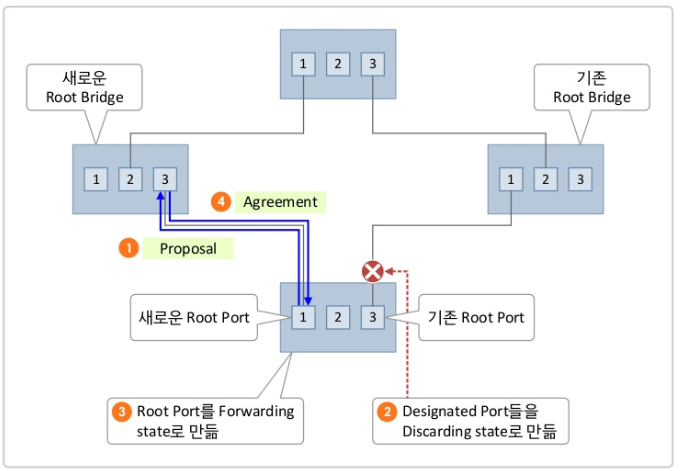 1 2 3
새로운
Root Bridge
기존
Root Bridge
1 2 3
1 2 3
4 Agreement
1 Proposal
새로운 Root Port
1 2 3
기존 Root Port
3 Root Port를 Forwarding
state로 만듦
2 Designated Port들을
Discarding state로 만듦